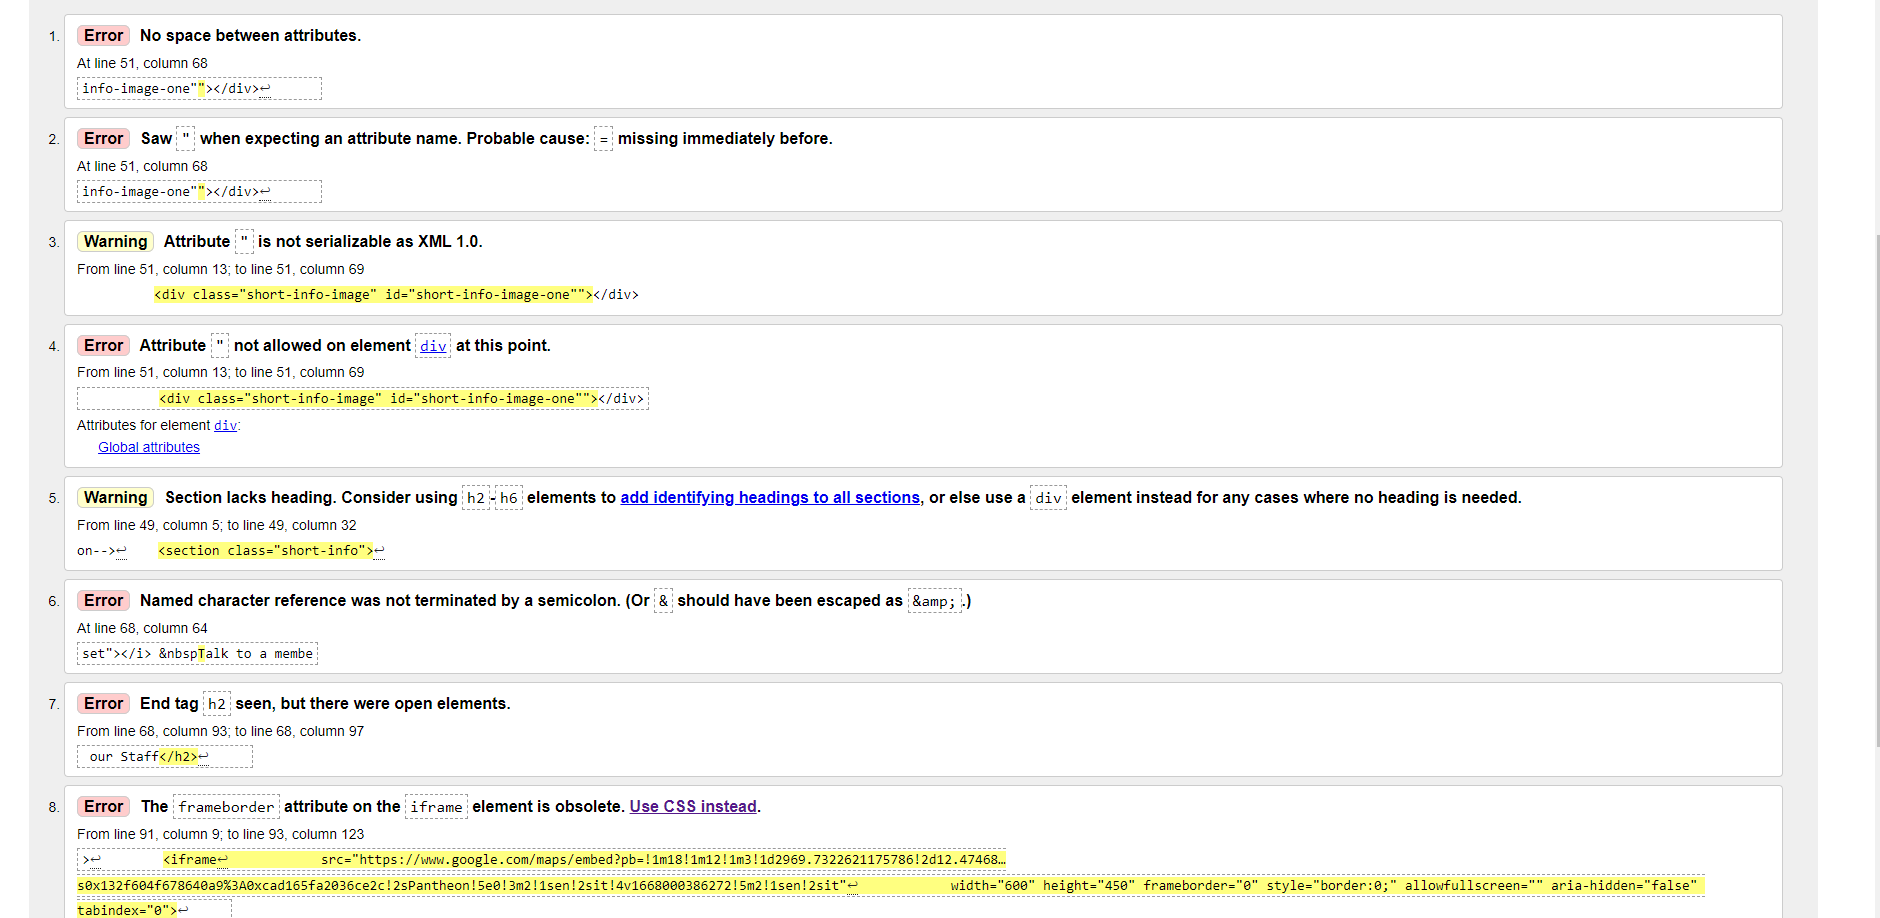 1. Error No space between attributes.
At line 51, column 68
info-image-one""></div>↩
2. Error Saw " when expecting an attribute name. Probable cause: = missing immediately before.
At line 51, column 68
info-image-one""></div>↩
3. Warning Attribute " is not serializable as XML 1.0.
From line 51, column 13; to line 51, column 69
<div class="short-info-image" id="short-info-image-one""></div>
4. Error Attribute " not allowed on element div at this point.
From line 51, column 13; to line 51, column 69
<div class="short-info-image" id="short-info-image-one""></div>
Attributes for element div:
Global attributes
5. Warning Section lacks heading. Consider using h2-h6 elements to add identifying headings to all sections, or else use a div element instead for any cases where no heading is needed.
From line 49, column 5; to line 49, column 32
on-->↩ <section class="short-info">↩
6. Error Named character reference was not terminated by a semicolon. (Or & should have been escaped as &amp;.)
At line 68, column 64
set"></i> &nbspTalk to a membe
7. Error End tag h2 seen, but there were open elements.
From line 68, column 93; to line 68, column 97
our Staff</h2>↩
8. Error The frameborder attribute on the iframe element is obsolete. Use CSS instead.
From line 91, column 9; to line 93, column 123
>↩ <iframe↩ src="https://www.google.com/maps/embed?pb=!1m18!1m12!1m3!1d2969.7322621175786!2d12.47468…
s0x132f604f678640a9%3A0xcad165fa2036ce2c!2sPantheon!5e0!3m2!1sen!2sit!4v1668000386272!5m2!1sen!2sit"↩ width="600" height="450" frameborder="0" style="border:0;" allowfullscreen="" aria-hidden="false"
tabindex="0">↩